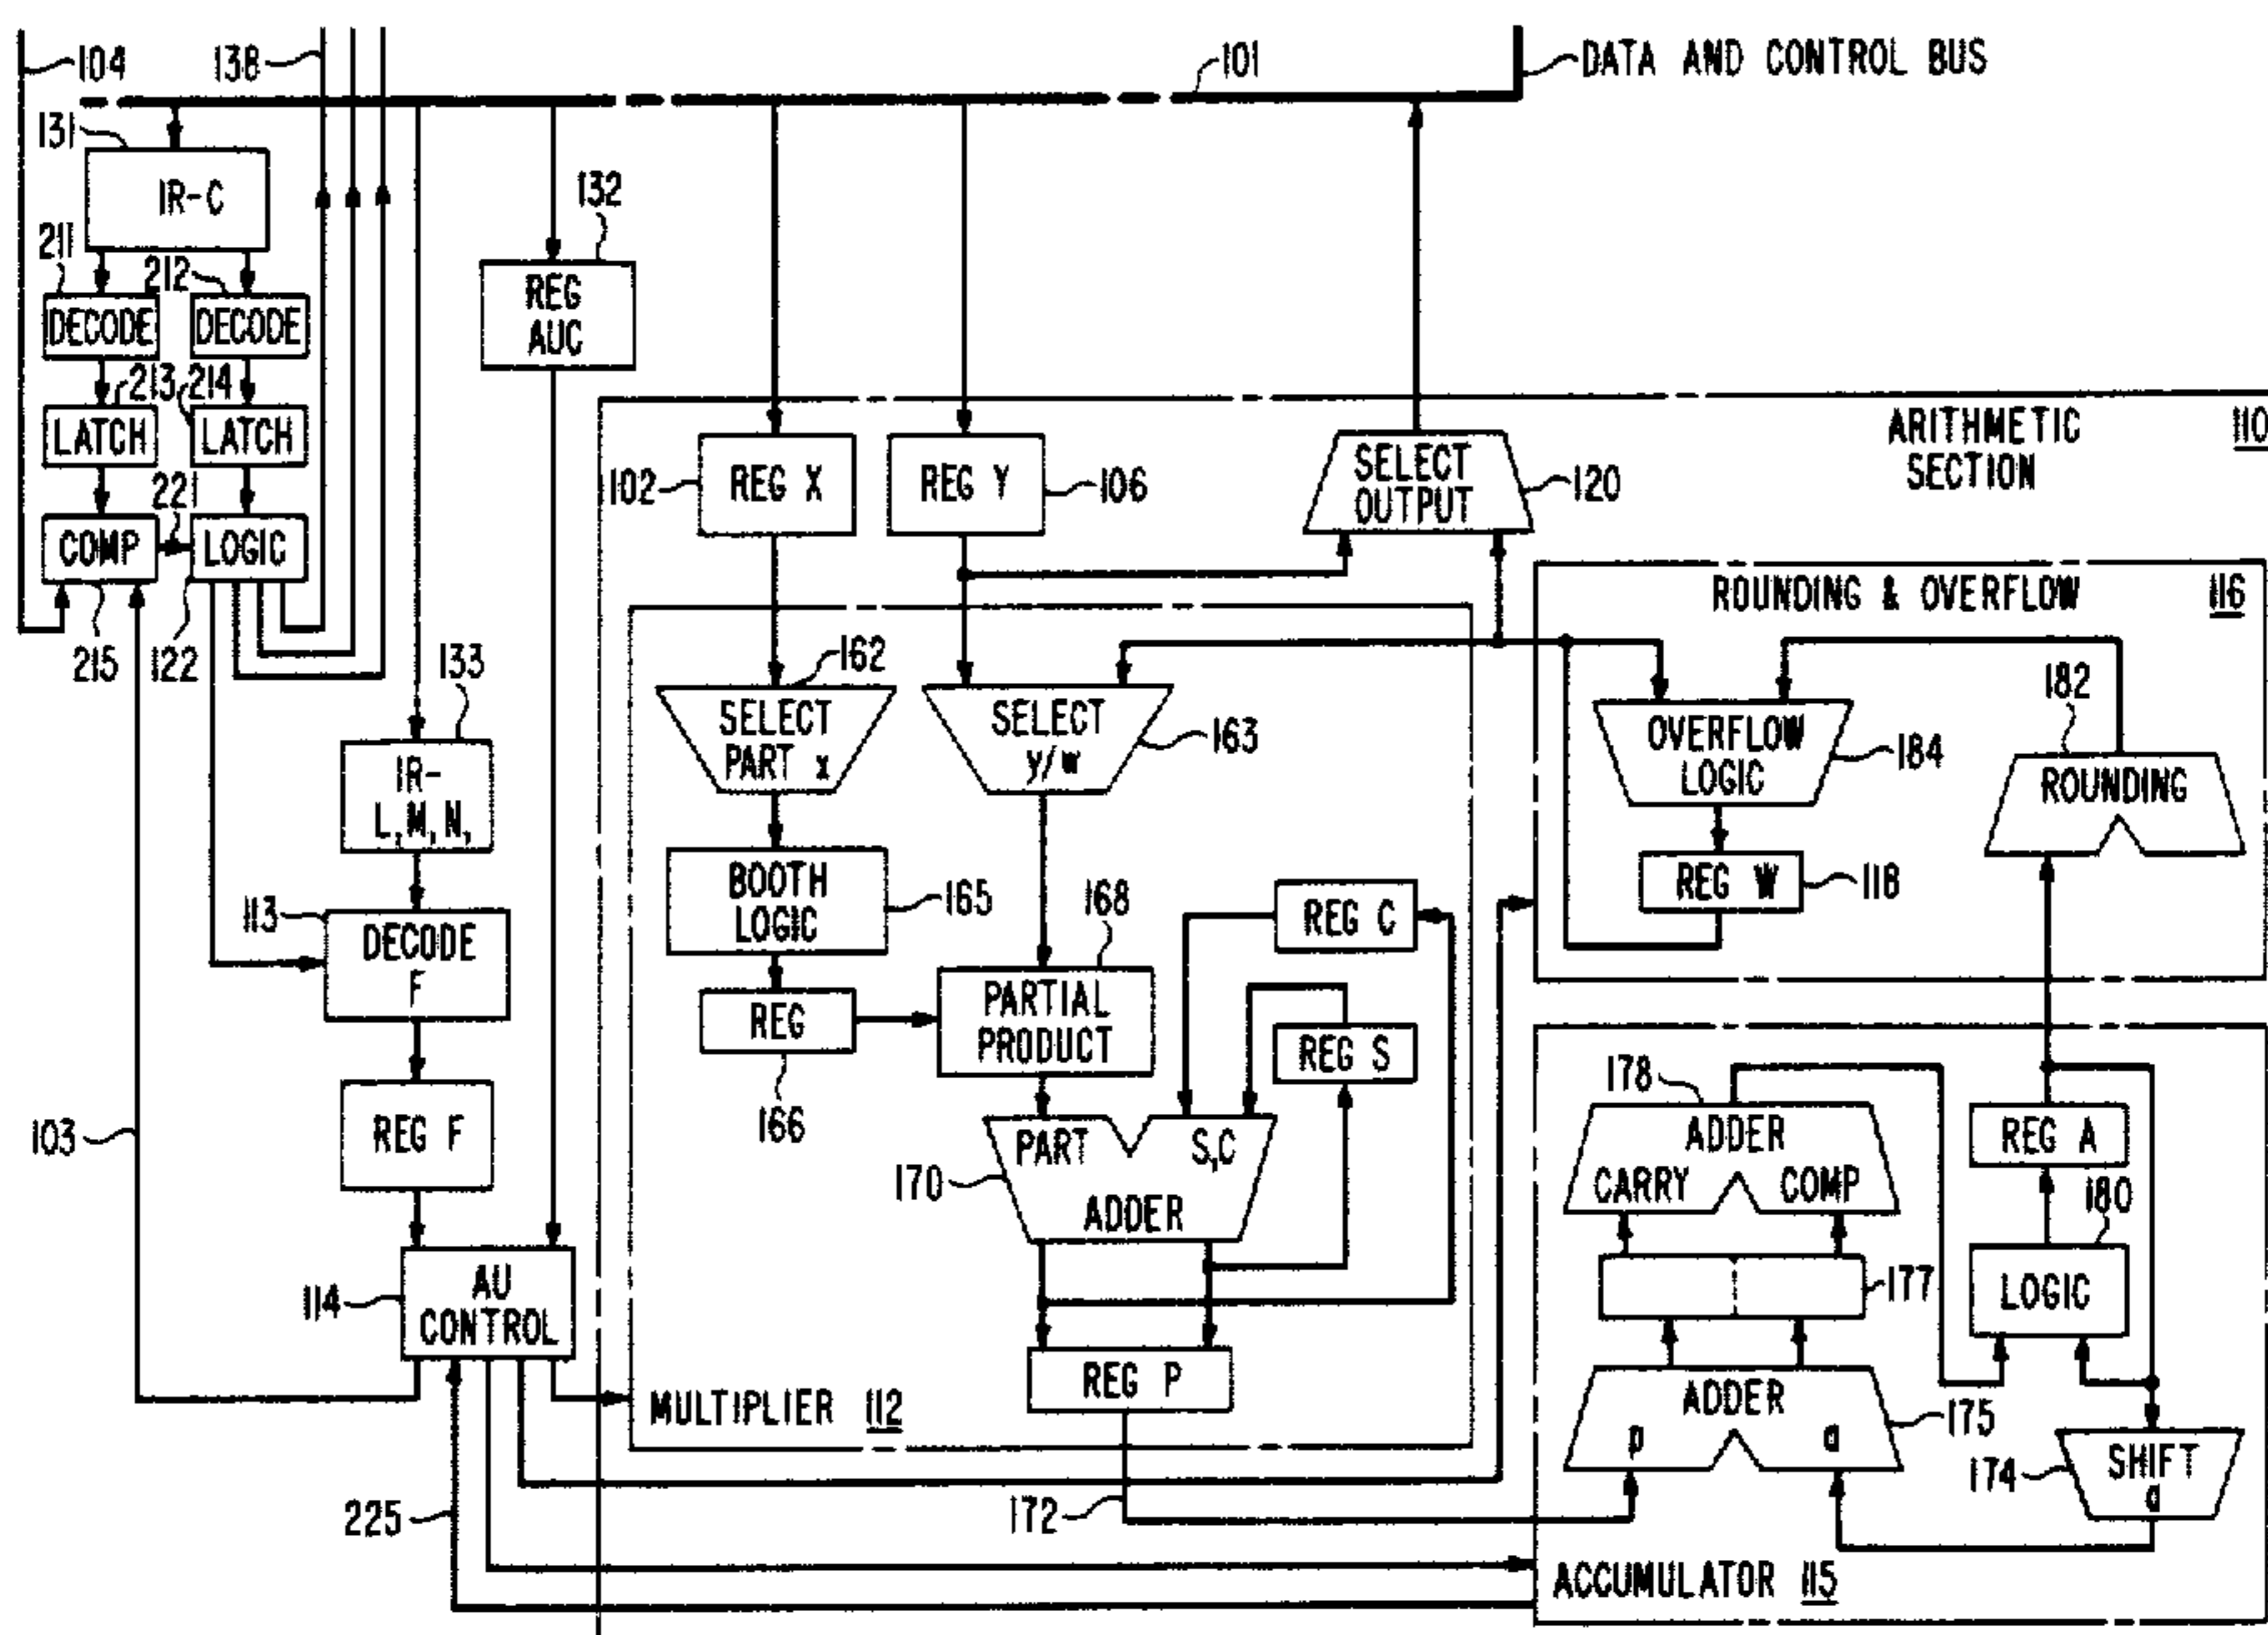 104
138
101
DATA AND CONTROL BUS
131
IR-C
132
211
212
DECODE
DECODE
REG
AUC
213
214
LATCH
LATCH
221
COMP
LOGIC
215
122
ARITHMETIC
SECTION
110
102
REG X
REG Y
106
SELECT
OUTPUT
120
ROUNDING & OVERFLOW
116
133
162
SELECT
PART x
SELECT
y/w
163
182
OVERFLOW
LOGIC
184
ROUNDING
IR-
L,M,N,
BOOTH
LOGIC
165
168
REG C
REG W
118
113
DECODE
F
REG
166
PARTIAL
PRODUCT
REG S
REG F
103
PART
S,C
170
ADDER
178
ADDER
CARRY
COMP
REG A
180
177
LOGIC
114
AU
CONTROL
REG P
MULTIPLIER 112
ADDER
p
a
175
174
SHIFT
a
225
172
ACCUMULATOR 115